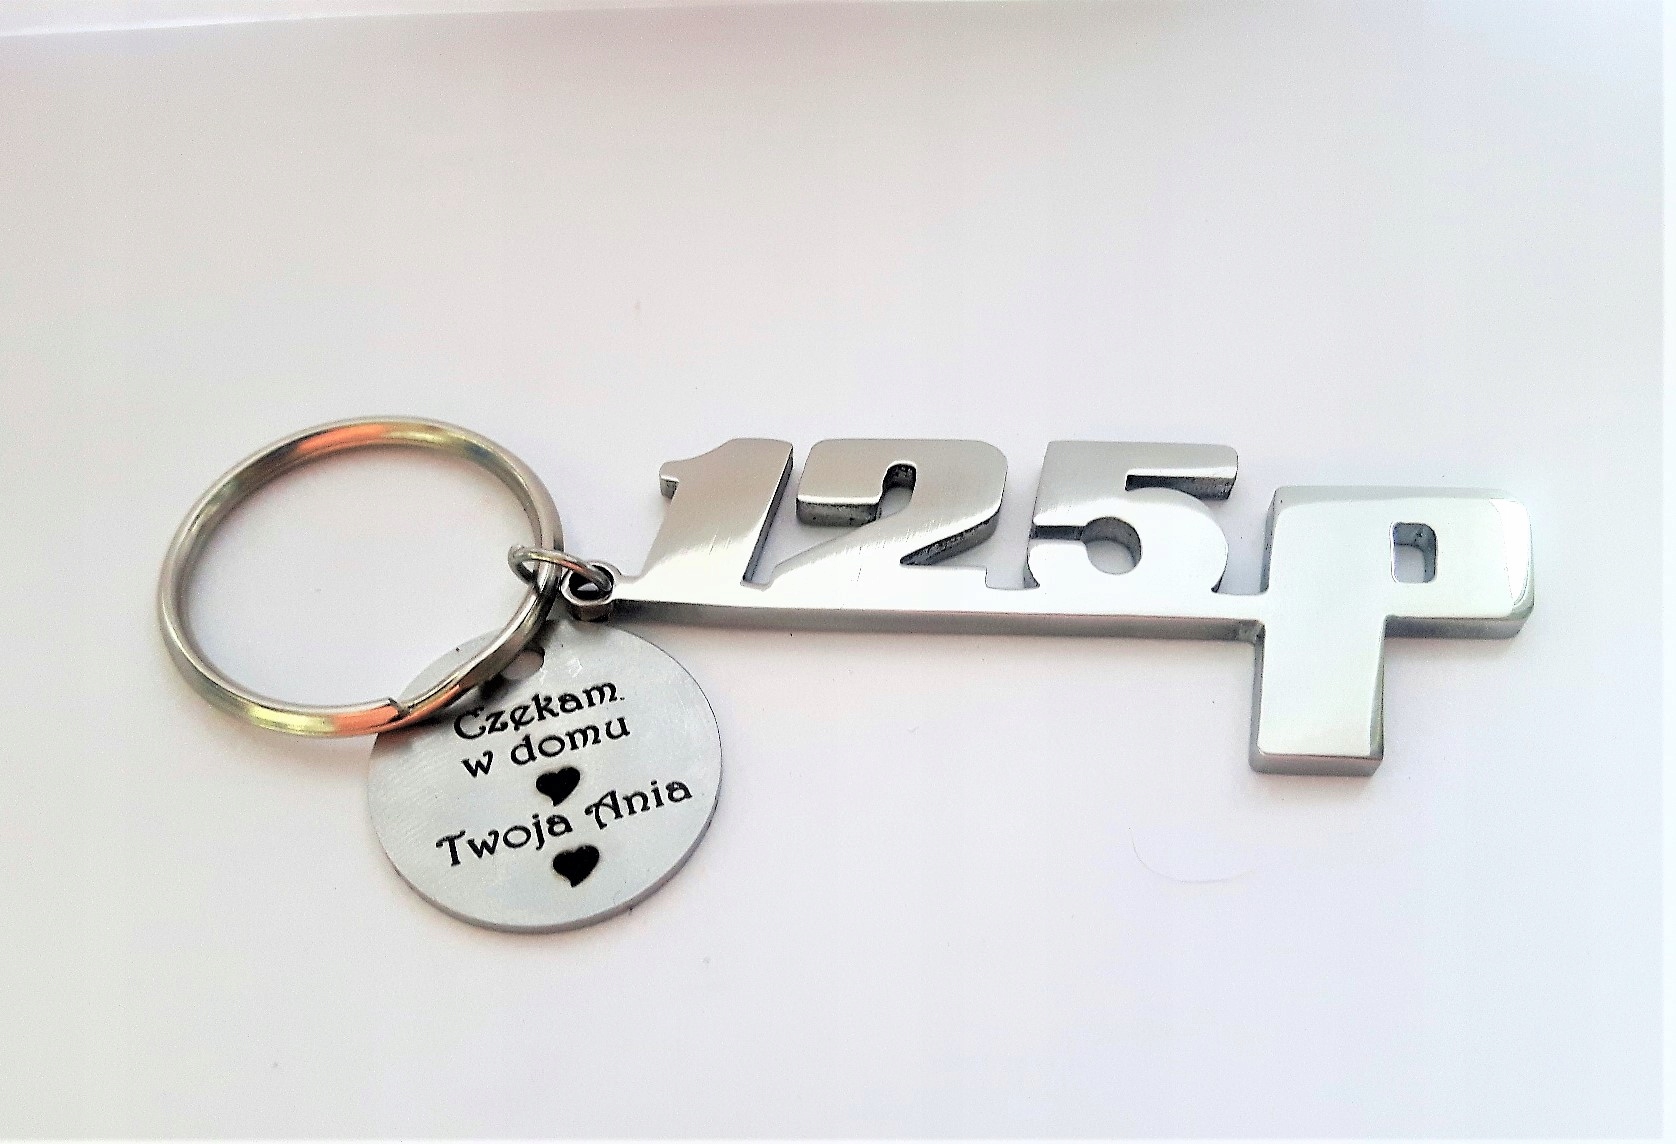 125p
Czekam
w domu
Twoja Ania